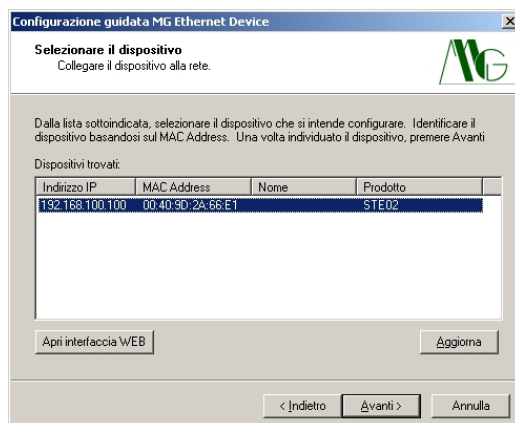 Configurazione guidata MG Ethernet Device
Selezionare il dispositivo
Collegare il dispositivo alla rete.
MG
Dalla lista sottoindicata, selezionare il dispositivo che si intende configurare. Identificare il
dispositivo basandosi sul MAC Address. Una volta individuato il dispositivo, premere Avanti
Dispositivi trovati:
Indirizzo IP MAC Address Nome Prodotto
192.168.100.100 00:40:9D:2A:66:E1 STE02
Apri interfaccia WEB Aggiorna
< Indietro Avanti > Annulla